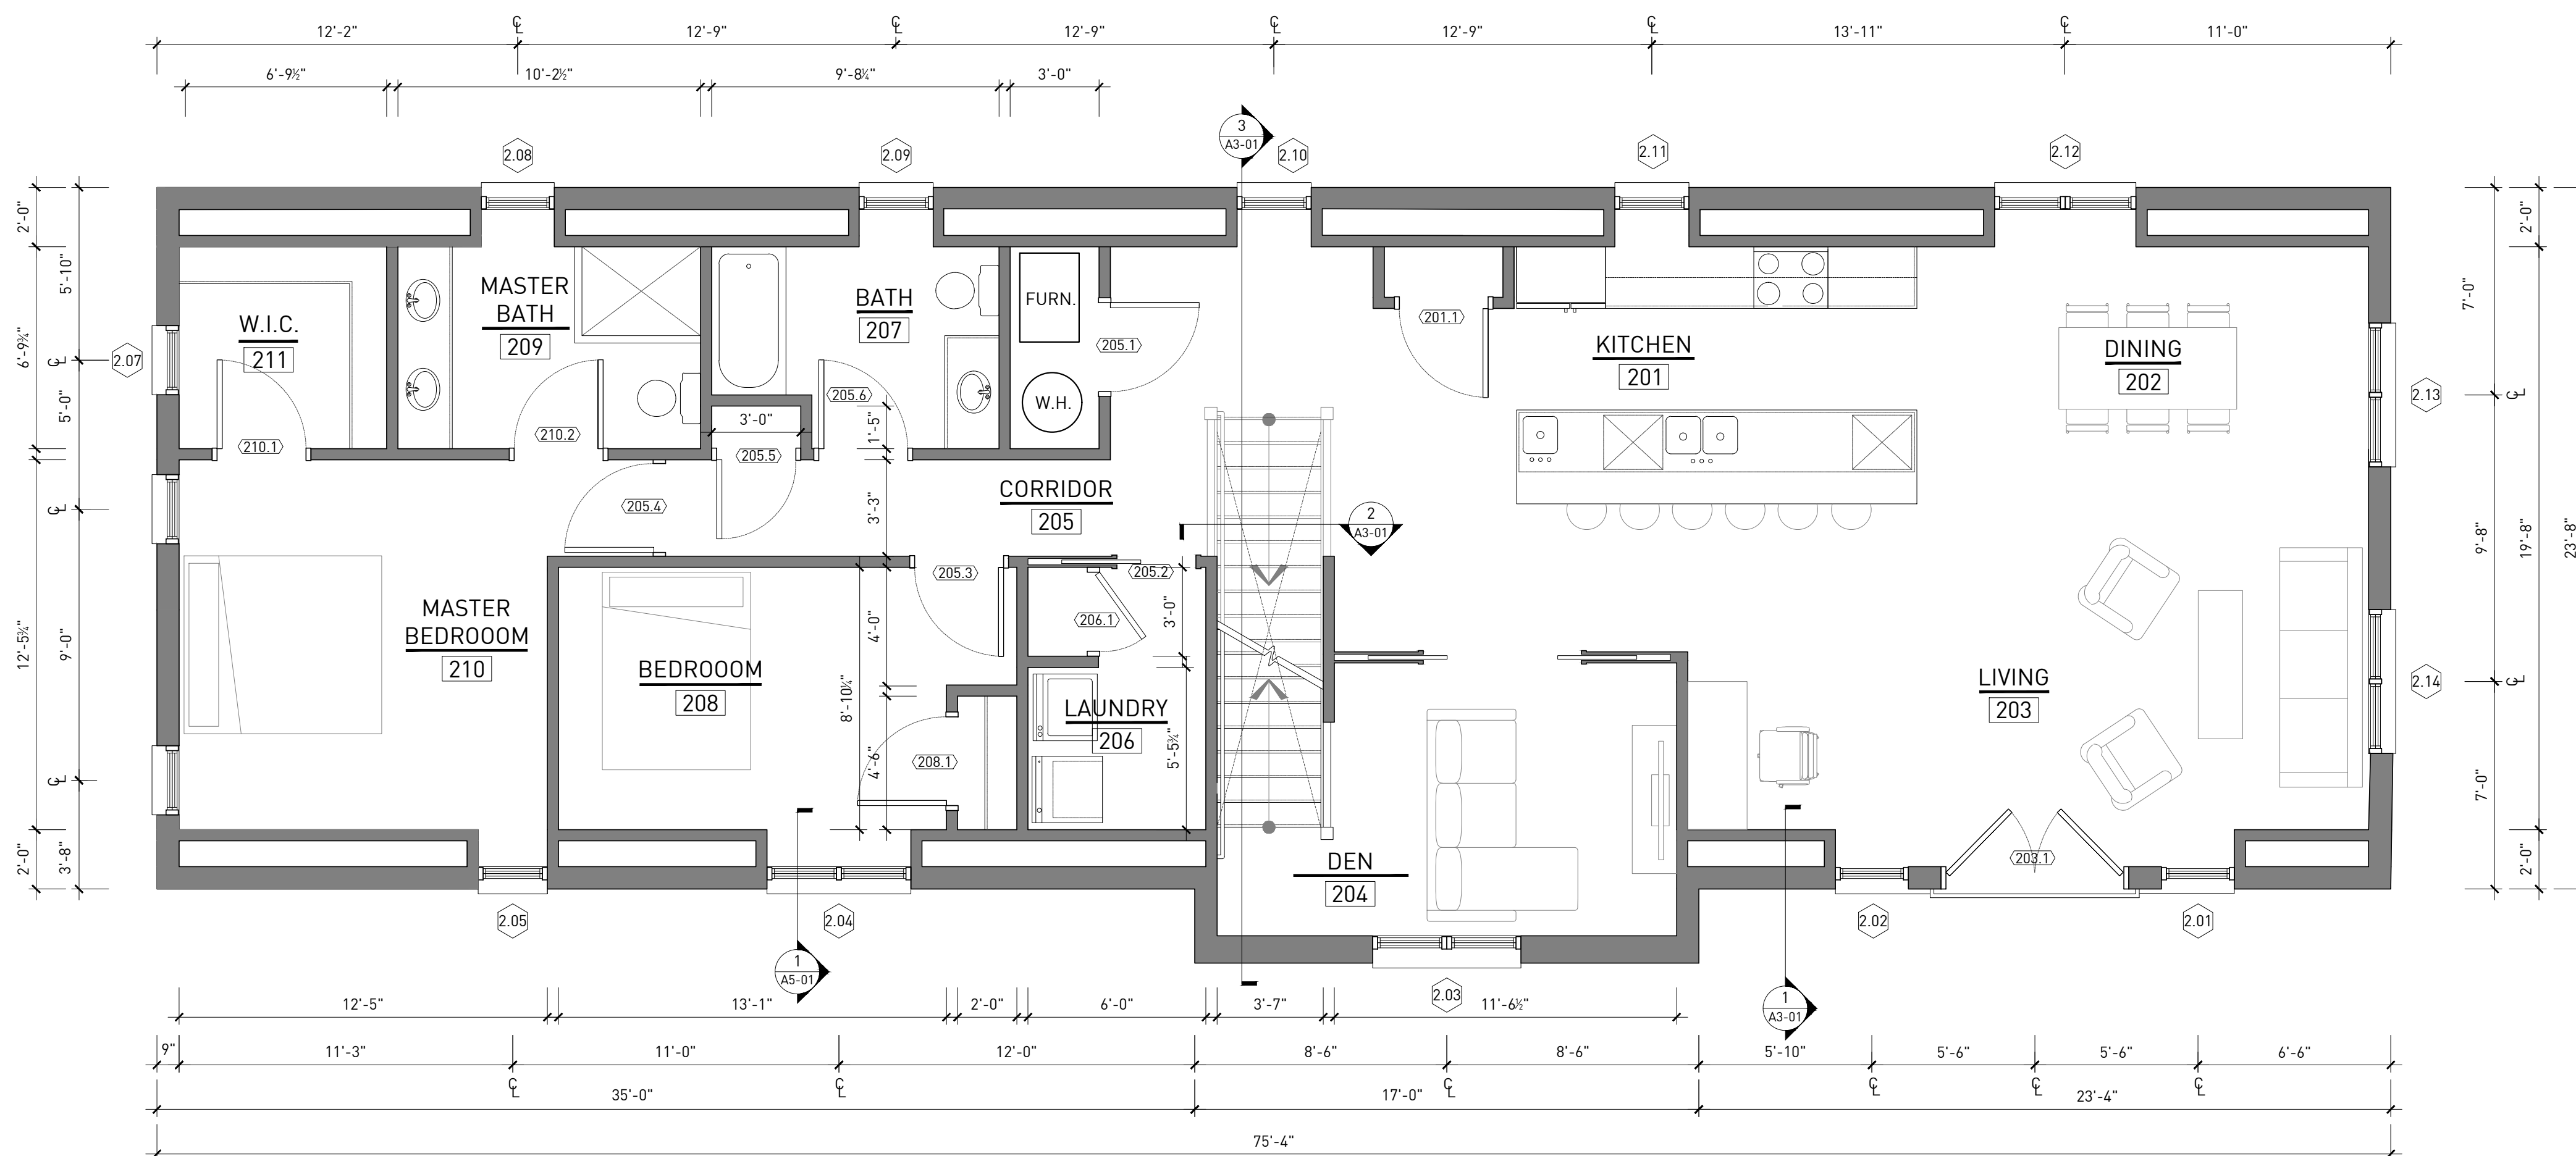 12'-2" ℄ 12'-9" ℄ 12'-9" ℄ 12'-9" ℄ 13'-11" ℄ 11'-0"
6'-9½" 10'-2½" 9'-8¼" 3'-0"
3
A3-01
2.08 2.09 2.10 2.11 2.12
2'-0" 5'-10" 6'-9¾" ℄ 5'-0" ℄ 12'-5¾" 9'-0" ℄ 2'-0" 3'-8"
2.07
W.I.C.
211
210.1
MASTER
BATH
209
210.2
BATH
207
205.6
1'-5"
3'-0"
205.5
FURN.
W.H.
205.1
201.1
KITCHEN
201
DINING
202
205.4
3'-3"
CORRIDOR
205
2
A3-01
205.3
205.2
206.1
3'-0"
4'-0"
8'-10¼"
4'-6"
5'-5¾"
MASTER
BEDROOOM
210
BEDROOOM
208
208.1
LAUNDRY
206
DEN
204
LIVING
203
203.1
2.13
2.14
7'-0" ℄ 9'-8" ℄ 7'-0"
2'-0" 19'-8" 2'-0"
23'-8"
2.05 2.04 2.03 2.02 2.01
1
A5-01
1
A3-01
12'-5" 13'-1" 2'-0" 6'-0" 3'-7" 11'-6½"
9" 11'-3" 11'-0" 12'-0" 8'-6" 8'-6" 5'-10" 5'-6" 5'-6" 6'-6"
℄ ℄ ℄ ℄ ℄ ℄
35'-0" 17'-0" 23'-4"
75'-4"